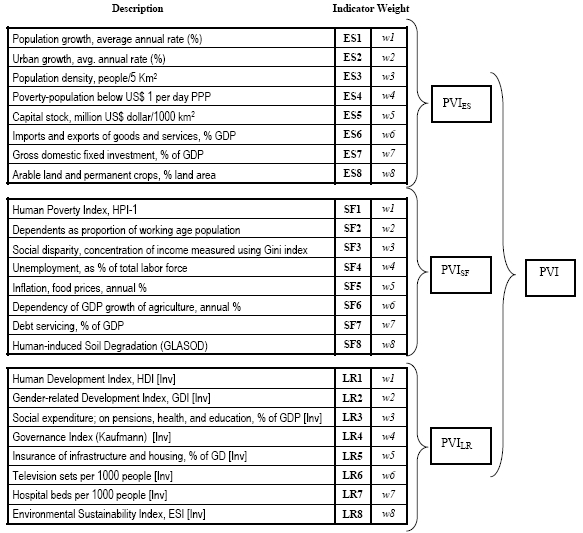 Description Indicator Weight
Population growth, average annual rate (%) ES1 w1
Urban growth, avg. annual rate (%) ES2 w2
Population density, people/5 Km² ES3 w3
Poverty-population below US$ 1 per day PPP ES4 w4
Capital stock, million US$ dollar/1000 km² ES5 w5
Imports and exports of goods and services, % GDP ES6 w6
Gross domestic fixed investment, % of GDP ES7 w7
Arable land and permanent crops, % land area ES8 w8
PVIES
Human Poverty Index, HPI-1 SF1 w1
Dependents as proportion of working age population SF2 w2
Social disparity, concentration of income measured using Gini index SF3 w3
Unemployment, as % of total labor force SF4 w4
Inflation, food prices, annual % SF5 w5
Dependency of GDP growth of agriculture, annual % SF6 w6
Debt servicing, % of GDP SF7 w7
Human-induced Soil Degradation (GLASOD) SF8 w8
PVISF
PVI
Human Development Index, HDI [Inv] LR1 w1
Gender-related Development Index, GDI [Inv] LR2 w2
Social expenditure; on pensions, health, and education, % of GDP [Inv] LR3 w3
Governance Index (Kaufmann) [Inv] LR4 w4
Insurance of infrastructure and housing, % of GD [Inv] LR5 w5
Television sets per 1000 people [Inv] LR6 w6
Hospital beds per 1000 people [Inv] LR7 w7
Environmental Sustainability Index, ESI [Inv] LR8 w8
PVILR